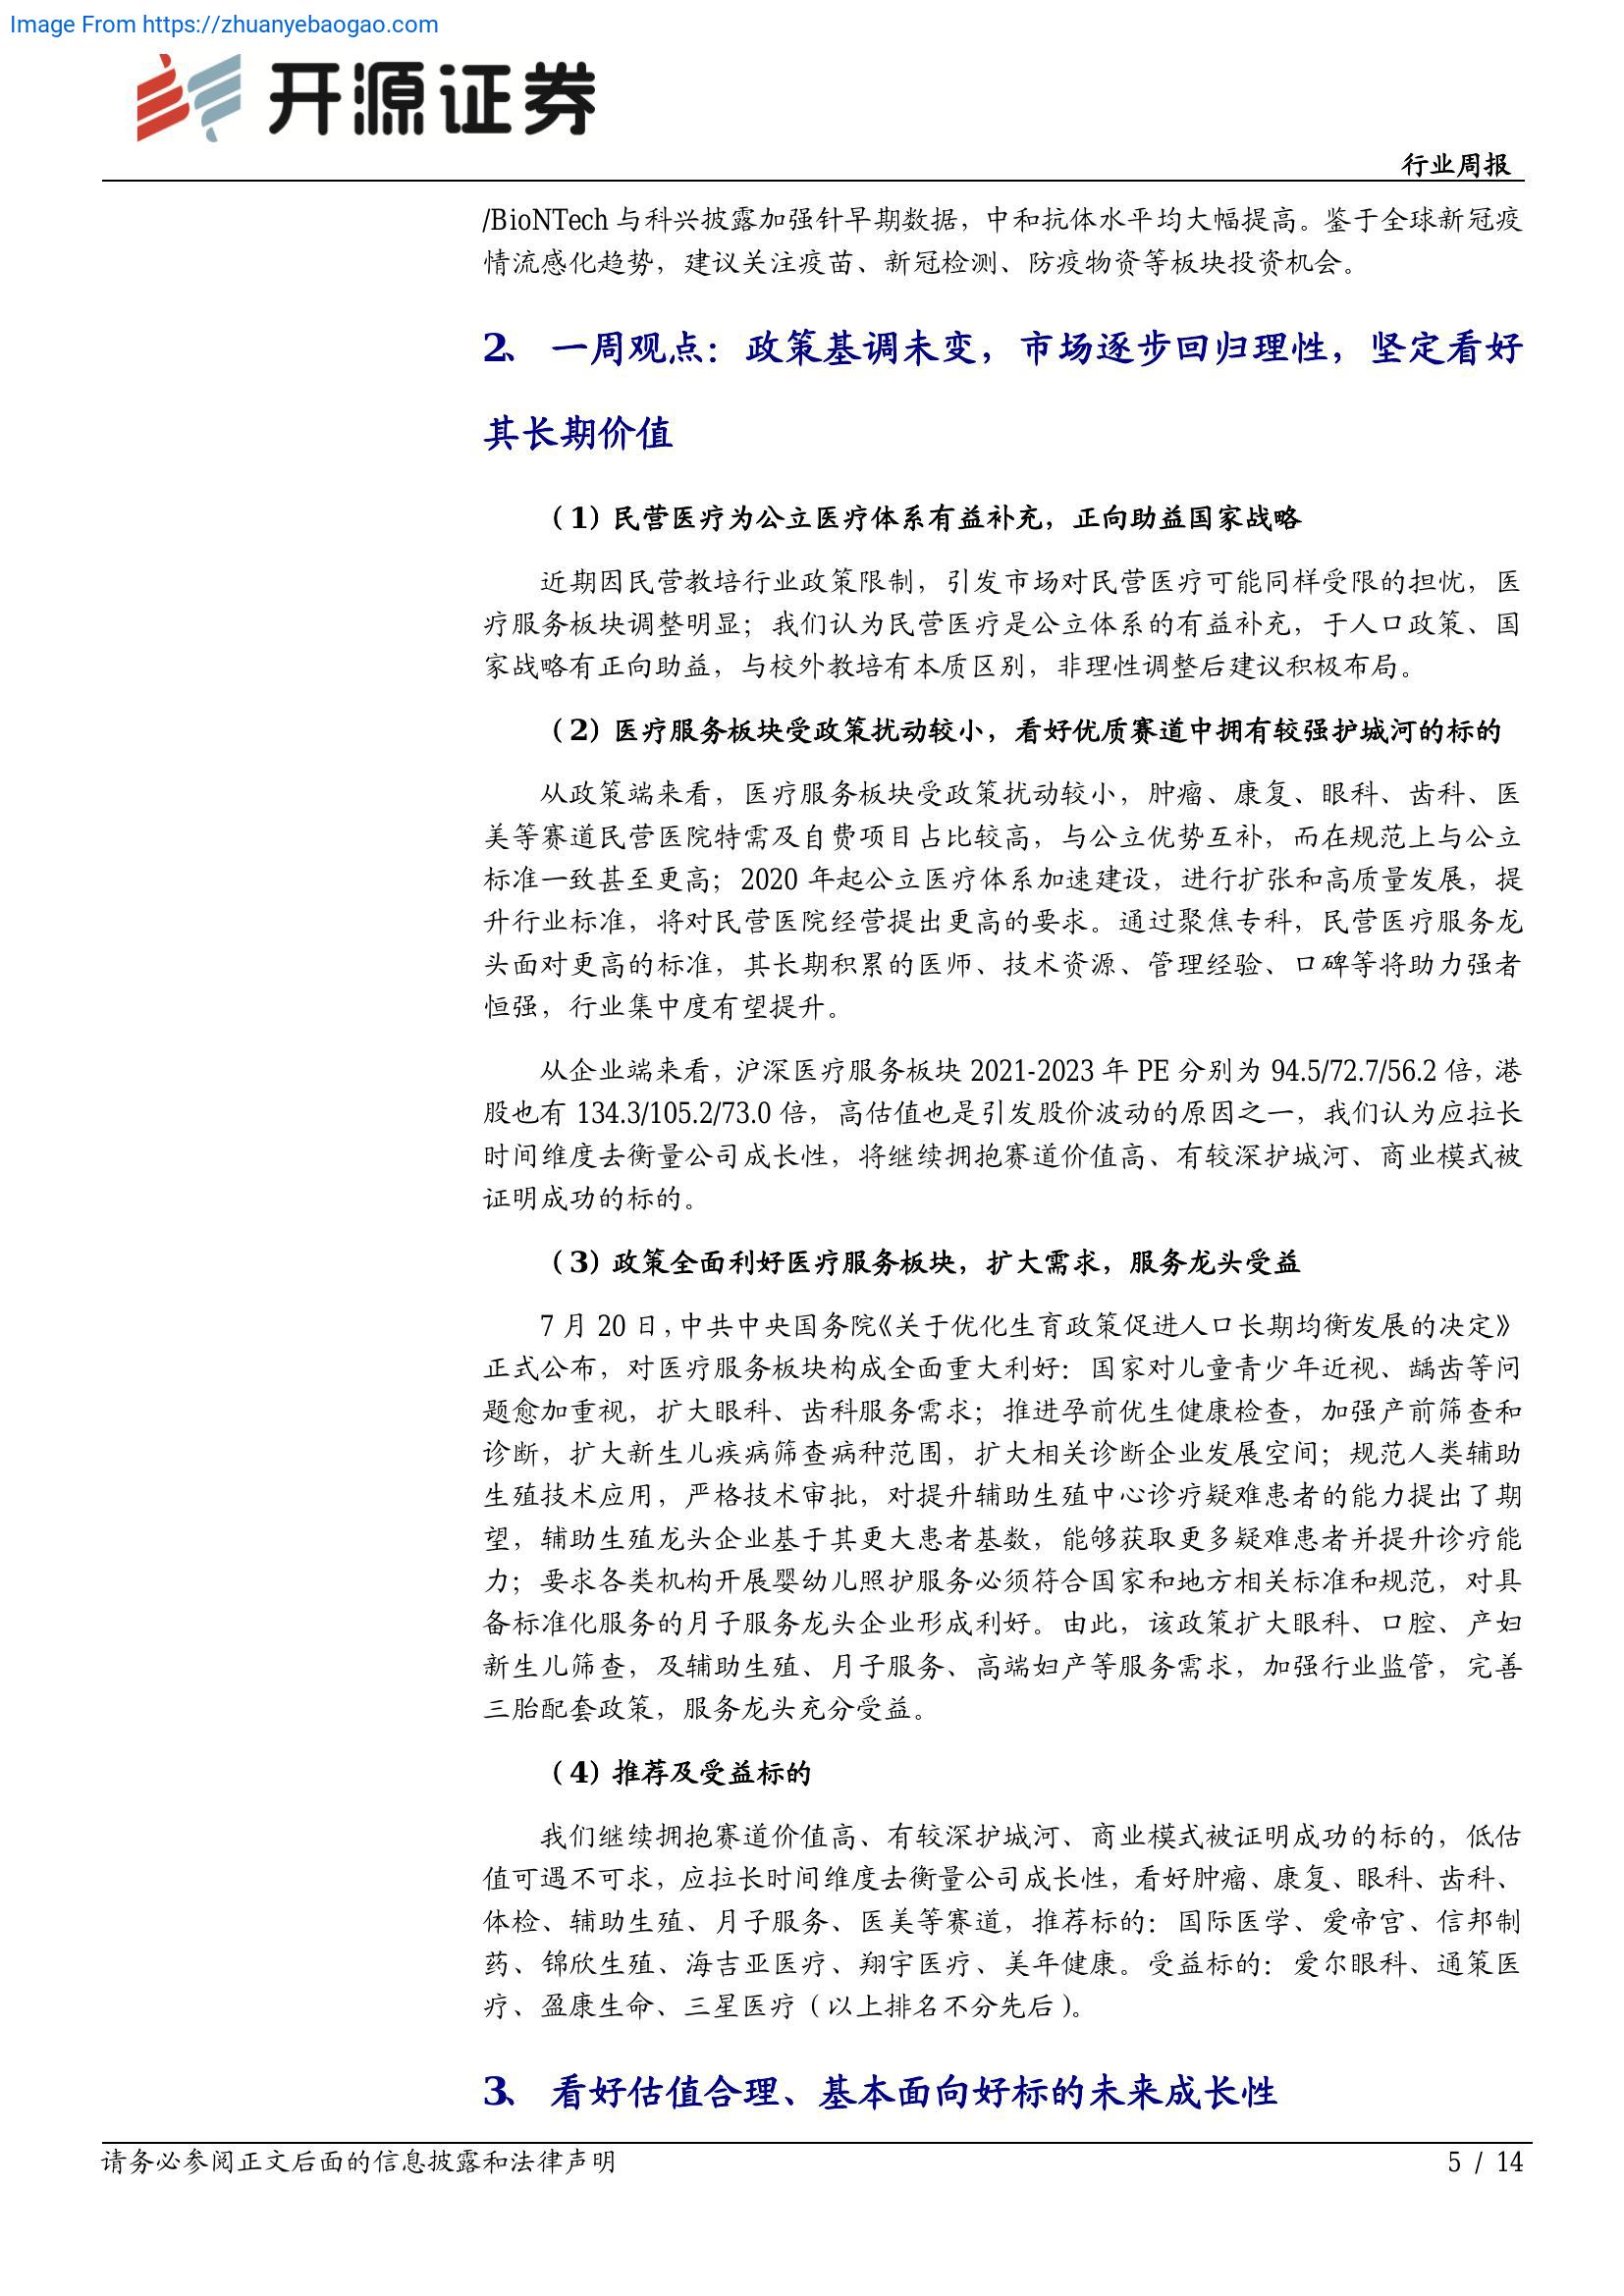 Image From https://zhuanyebaogao.com
开源证券
行业周报
/BioNTech 与科兴披露加强针早期数据，中和抗体水平均大幅提高。鉴于全球新冠疫
情流感化趋势，建议关注疫苗、新冠检测、防疫物资等板块投资机会。
2、 一周观点：政策基调未变，市场逐步回归理性，坚定看好
其长期价值
（1）民营医疗为公立医疗体系有益补充，正向助益国家战略
近期因民营教培行业政策限制，引发市场对民营医疗可能同样受限的担忧，医
疗服务板块调整明显；我们认为民营医疗是公立体系的有益补充，于人口政策、国
家战略有正向助益，与校外教培有本质区别，非理性调整后建议积极布局。
（2）医疗服务板块受政策扰动较小，看好优质赛道中拥有较强护城河的标的
从政策端来看，医疗服务板块受政策扰动较小，肿瘤、康复、眼科、齿科、医
美等赛道民营医院特需及自费项目占比较高，与公立优势互补，而在规范上与公立
标准一致甚至更高；2020 年起公立医疗体系加速建设，进行扩张和高质量发展，提
升行业标准，将对民营医院经营提出更高的要求。通过聚焦专科，民营医疗服务龙
头面对更高的标准，其长期积累的医师、技术资源、管理经验、口碑等将助力强者
恒强，行业集中度有望提升。
从企业端来看，沪深医疗服务板块 2021-2023 年 PE 分别为 94.5/72.7/56.2 倍，港
股也有 134.3/105.2/73.0 倍，高估值也是引发股价波动的原因之一，我们认为应拉长
时间维度去衡量公司成长性，将继续拥抱赛道价值高、有较深护城河、商业模式被
证明成功的标的。
（3）政策全面利好医疗服务板块，扩大需求，服务龙头受益
7 月 20 日，中共中央国务院《关于优化生育政策促进人口长期均衡发展的决定》
正式公布，对医疗服务板块构成全面重大利好：国家对儿童青少年近视、龋齿等问
题愈加重视，扩大眼科、齿科服务需求；推进孕前优生健康检查，加强产前筛查和
诊断，扩大新生儿疾病筛查病种范围，扩大相关诊断企业发展空间；规范人类辅助
生殖技术应用，严格技术审批，对提升辅助生殖中心诊疗疑难患者的能力提出了期
望，辅助生殖龙头企业基于其更大患者基数，能够获取更多疑难患者并提升诊疗能
力；要求各类机构开展婴幼儿照护服务必须符合国家和地方相关标准和规范，对具
备标准化服务的月子服务龙头企业形成利好。由此，该政策扩大眼科、口腔、产妇
新生儿筛查，及辅助生殖、月子服务、高端妇产等服务需求，加强行业监管，完善
三胎配套政策，服务龙头充分受益。
（4）推荐及受益标的
我们继续拥抱赛道价值高、有较深护城河、商业模式被证明成功的标的，低估
值可遇不可求，应拉长时间维度去衡量公司成长性，看好肿瘤、康复、眼科、齿科、
体检、辅助生殖、月子服务、医美等赛道，推荐标的：国际医学、爱帝宫、信邦制
药、锦欣生殖、海吉亚医疗、翔宇医疗、美年健康。受益标的：爱尔眼科、通策医
疗、盈康生命、三星医疗（以上排名不分先后）。
3、 看好估值合理、基本面向好标的未来成长性
请务必参阅正文后面的信息披露和法律声明
5 / 14